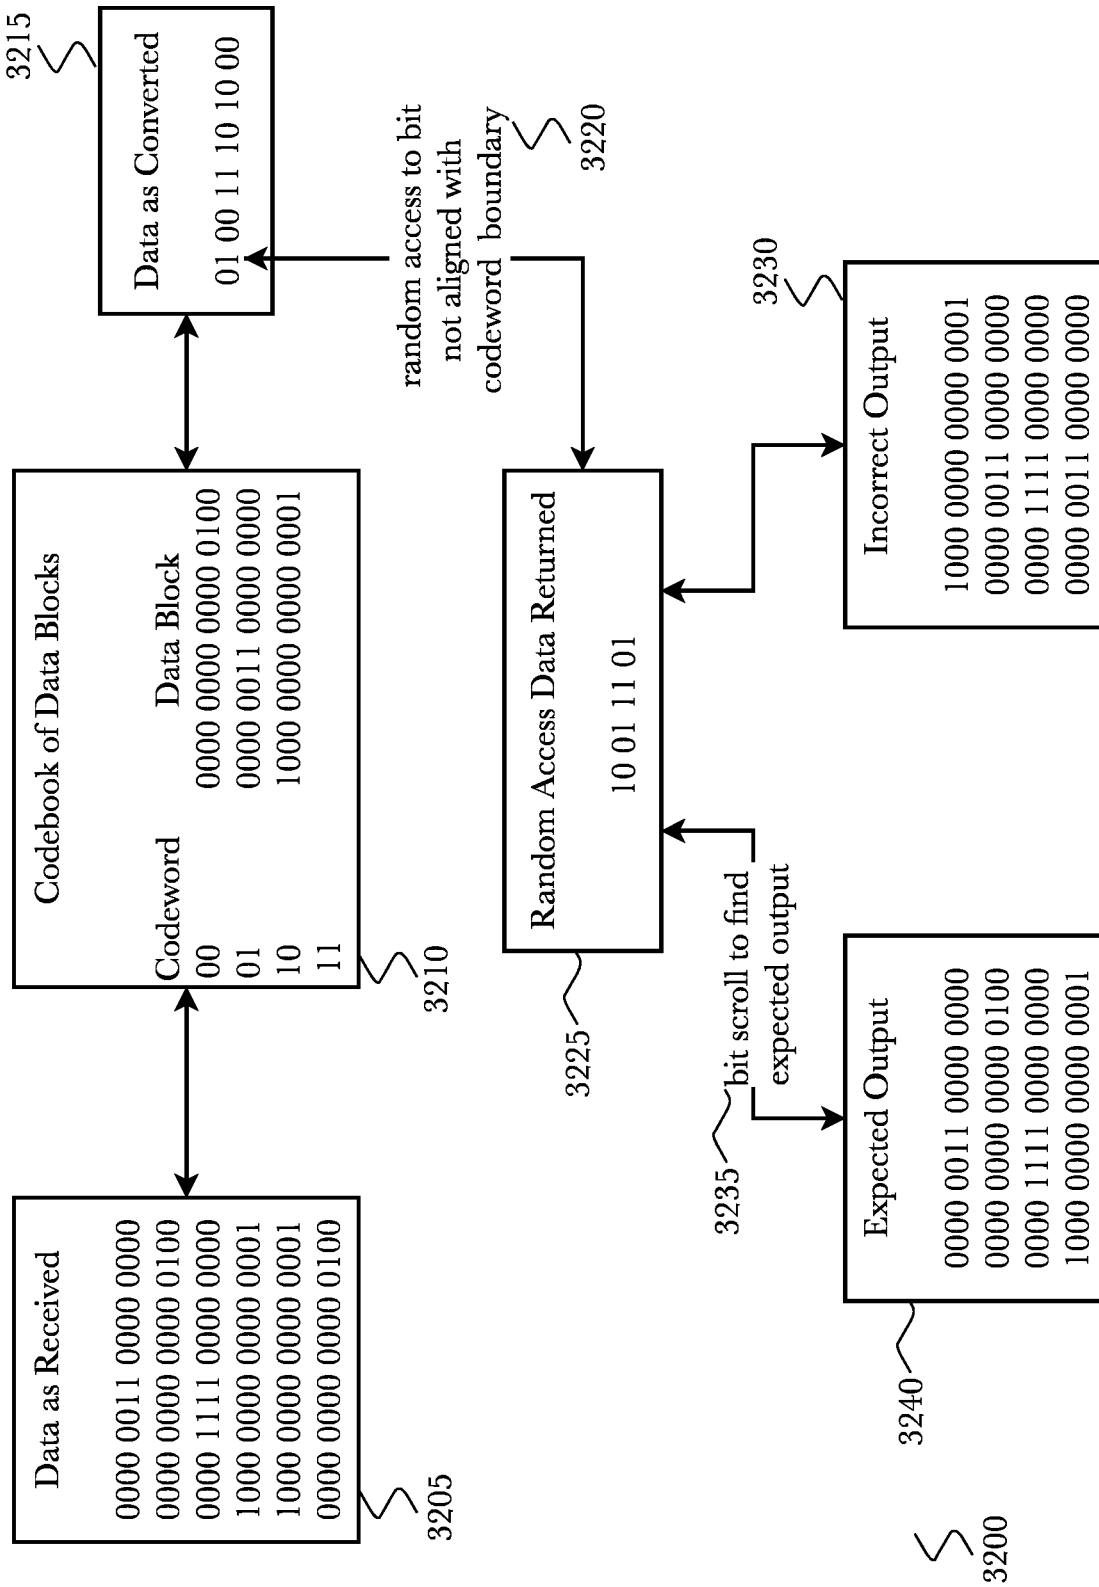 Data as Received
0000 0011 0000 0000
0000 0000 0000 0100
0000 1111 0000 0000
1000 0000 0000 0001
1000 0000 0000 0001
0000 0000 0000 0100
3205
Codebook of Data Blocks
Codeword Data Block
00 0000 0000 0000 0100
01 0000 0011 0000 0000
10 1000 0000 0000 0001
11
3210
3215
Data as Converted
01 00 11 10 10 00
random access to bit
not aligned with
codeword boundary
3220
Random Access Data Returned
10 01 11 01
3225
3235
bit scroll to find
expected output
Expected Output
0000 0011 0000 0000
0000 0000 0000 0100
0000 1111 0000 0000
1000 0000 0000 0001
3240
3230
Incorrect Output
1000 0000 0000 0001
0000 0011 0000 0000
0000 1111 0000 0000
0000 0011 0000 0000
3200